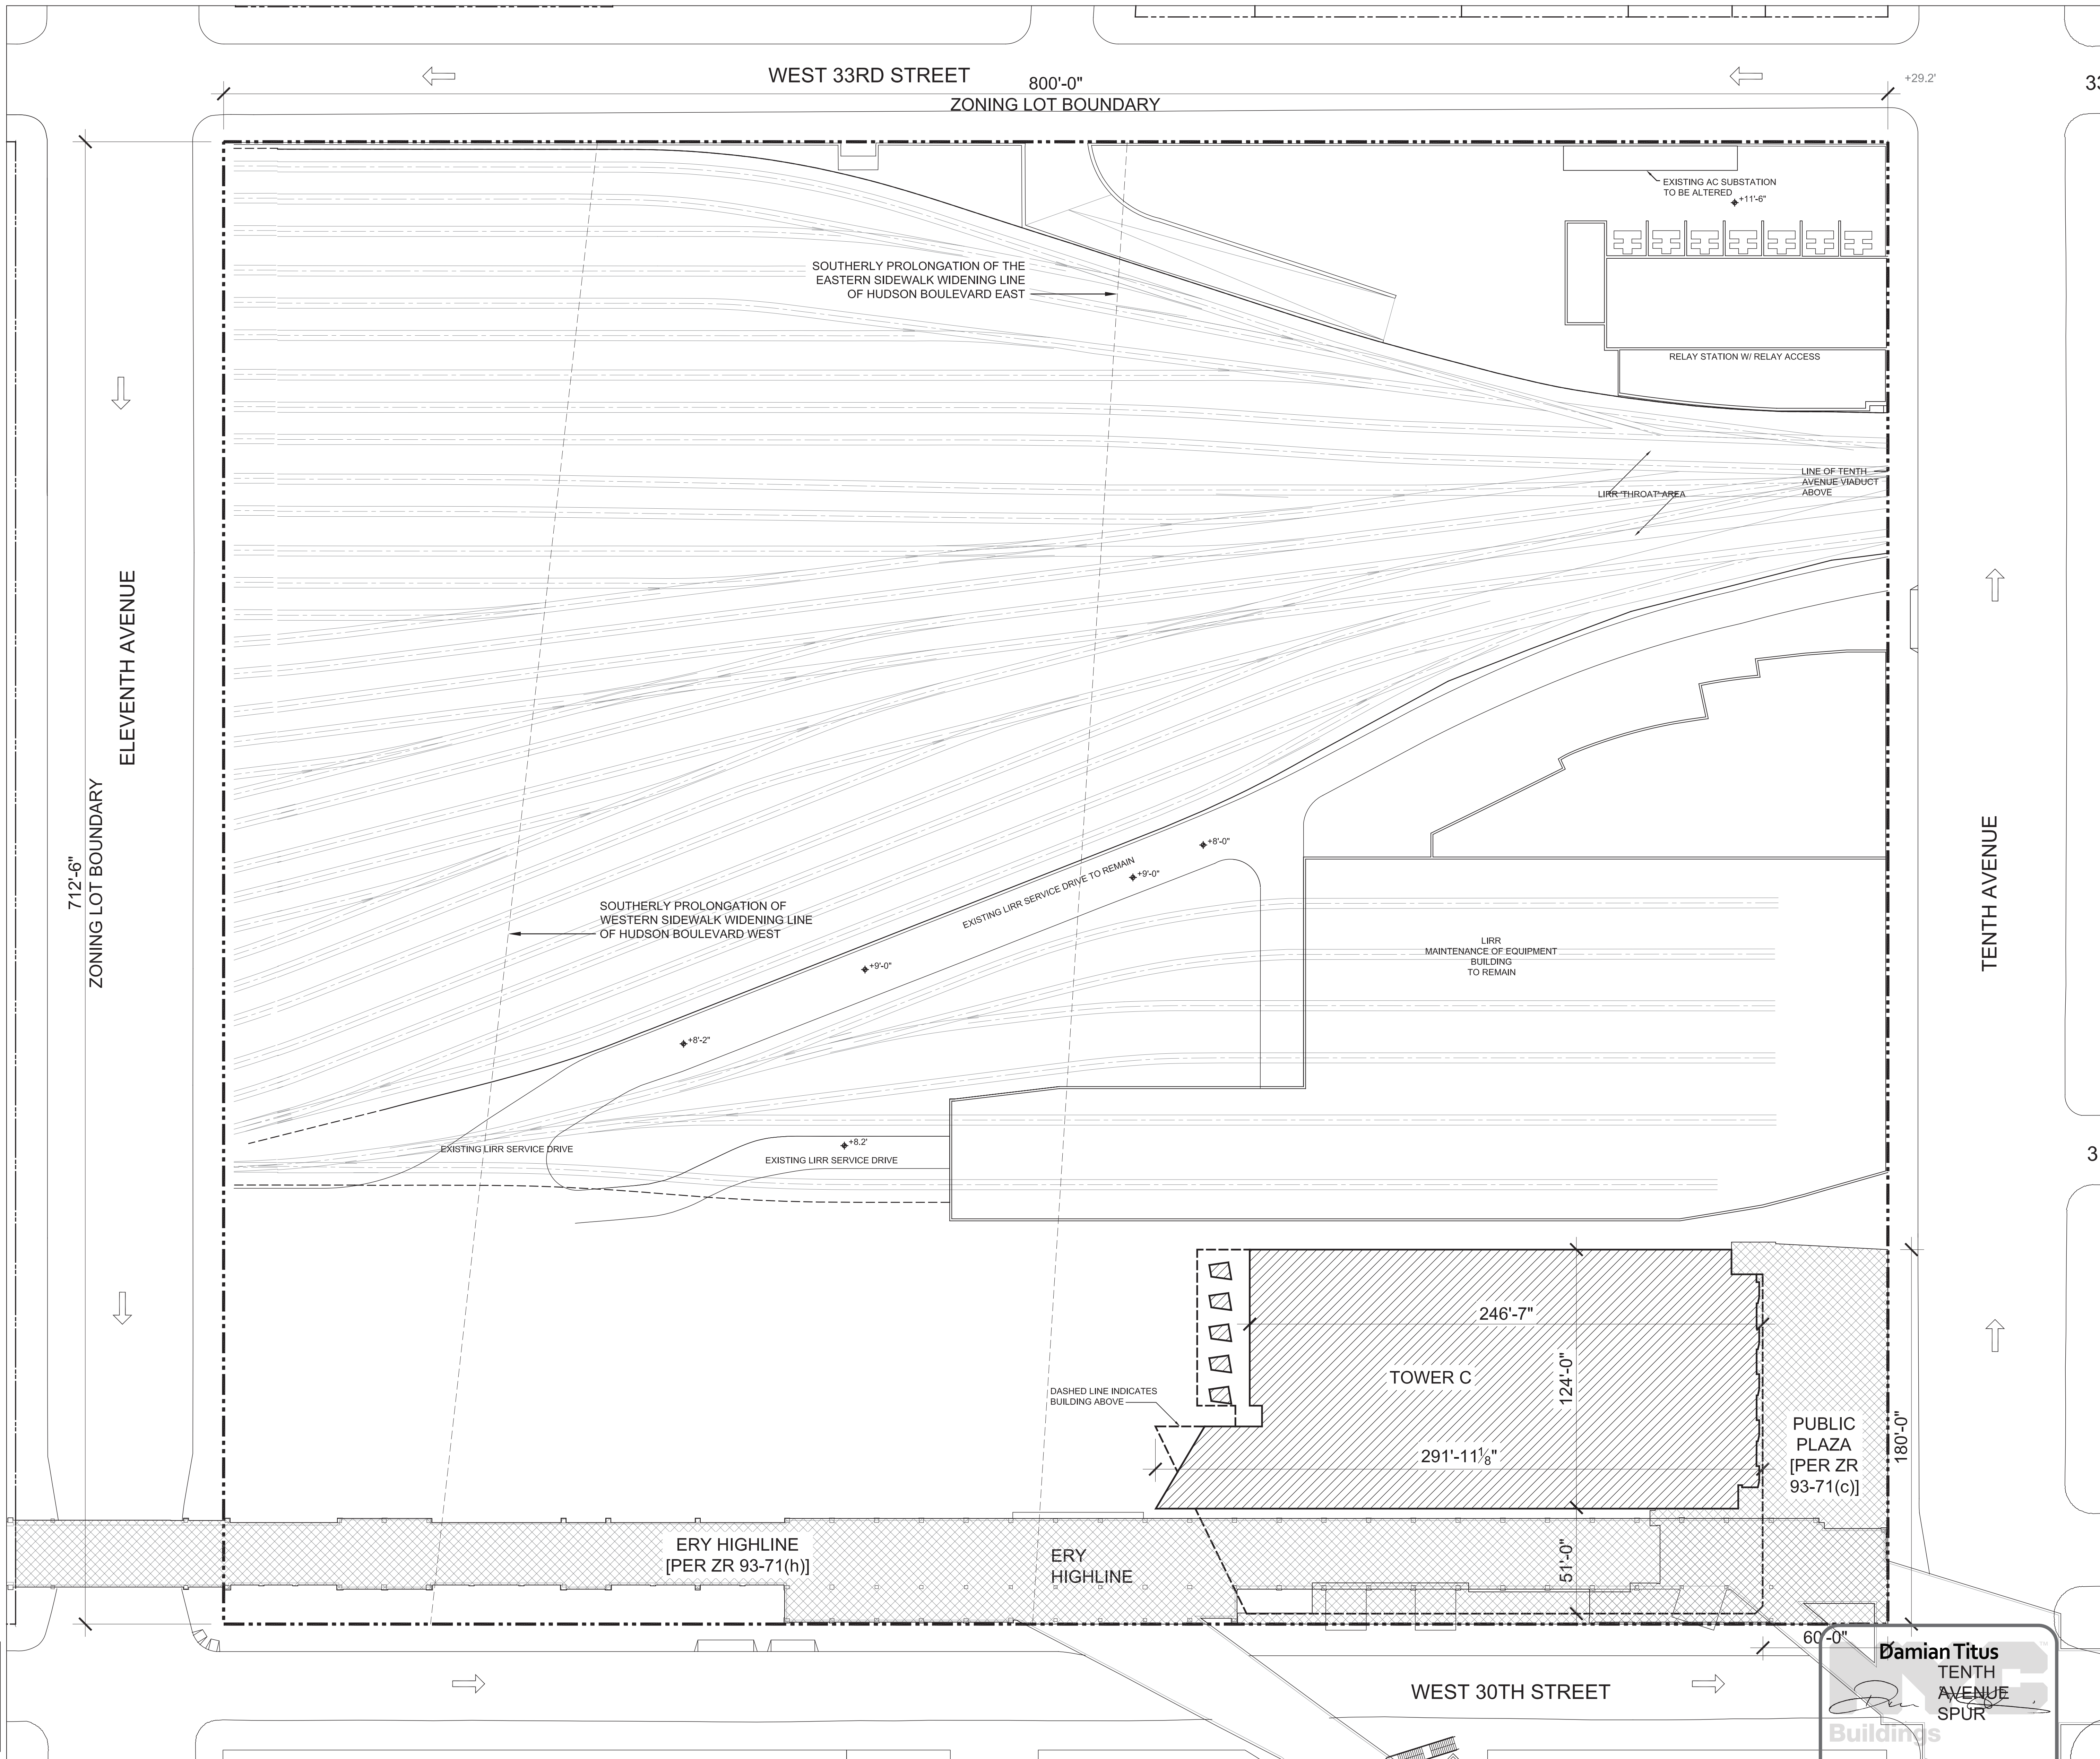 WEST 33RD STREET
800'-0"
ZONING LOT BOUNDARY
+29.2'
33
EXISTING AC SUBSTATION
TO BE ALTERED
+11'-6"
SOUTHERLY PROLONGATION OF THE
EASTERN SIDEWALK WIDENING LINE
OF HUDSON BOULEVARD EAST
RELAY STATION W/ RELAY ACCESS
LINE OF TENTH
AVENUE VIADUCT
ABOVE
LIRR 'THROAT' AREA
ELEVENTH AVENUE
712'-6"
ZONING LOT BOUNDARY
TENTH AVENUE
+8'-0"
+9'-0"
EXISTING LIRR SERVICE DRIVE TO REMAIN
SOUTHERLY PROLONGATION OF
WESTERN SIDEWALK WIDENING LINE
OF HUDSON BOULEVARD WEST
LIRR
MAINTENANCE OF EQUIPMENT
BUILDING
TO REMAIN
+9'-0"
+8'-2"
+8.2'
EXISTING LIRR SERVICE DRIVE
EXISTING LIRR SERVICE DRIVE
3
246'-7"
TOWER C
124'-0"
DASHED LINE INDICATES
BUILDING ABOVE
291'-11⅛"
PUBLIC
PLAZA
[PER ZR
93-71(c)]
180'-0"
ERY HIGHLINE
[PER ZR 93-71(h)]
ERY
HIGHLINE
51'-0"
60'-0"
WEST 30TH STREET
Damian Titus
TENTH
AVENUE
SPUR
NYC
TM
Buildings